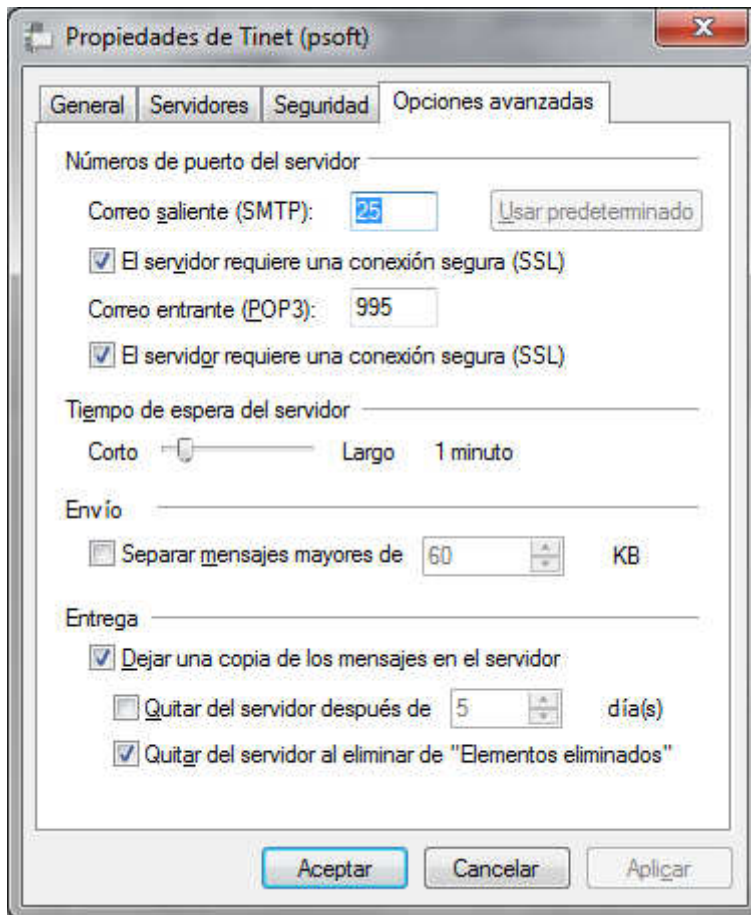 Propiedades de Tinet (psoft)
General Servidores Seguridad Opciones avanzadas
Números de puerto del servidor
Correo saliente (SMTP): 25 Usar predeterminado
El servidor requiere una conexión segura (SSL)
Correo entrante (POP3): 995
El servidor requiere una conexión segura (SSL)
Tiempo de espera del servidor
Corto Largo 1 minuto
Envío
Separar mensajes mayores de 60 KB
Entrega
Dejar una copia de los mensajes en el servidor
Quitar del servidor después de 5 día(s)
Quitar del servidor al eliminar de "Elementos eliminados"
Aceptar Cancelar Aplicar